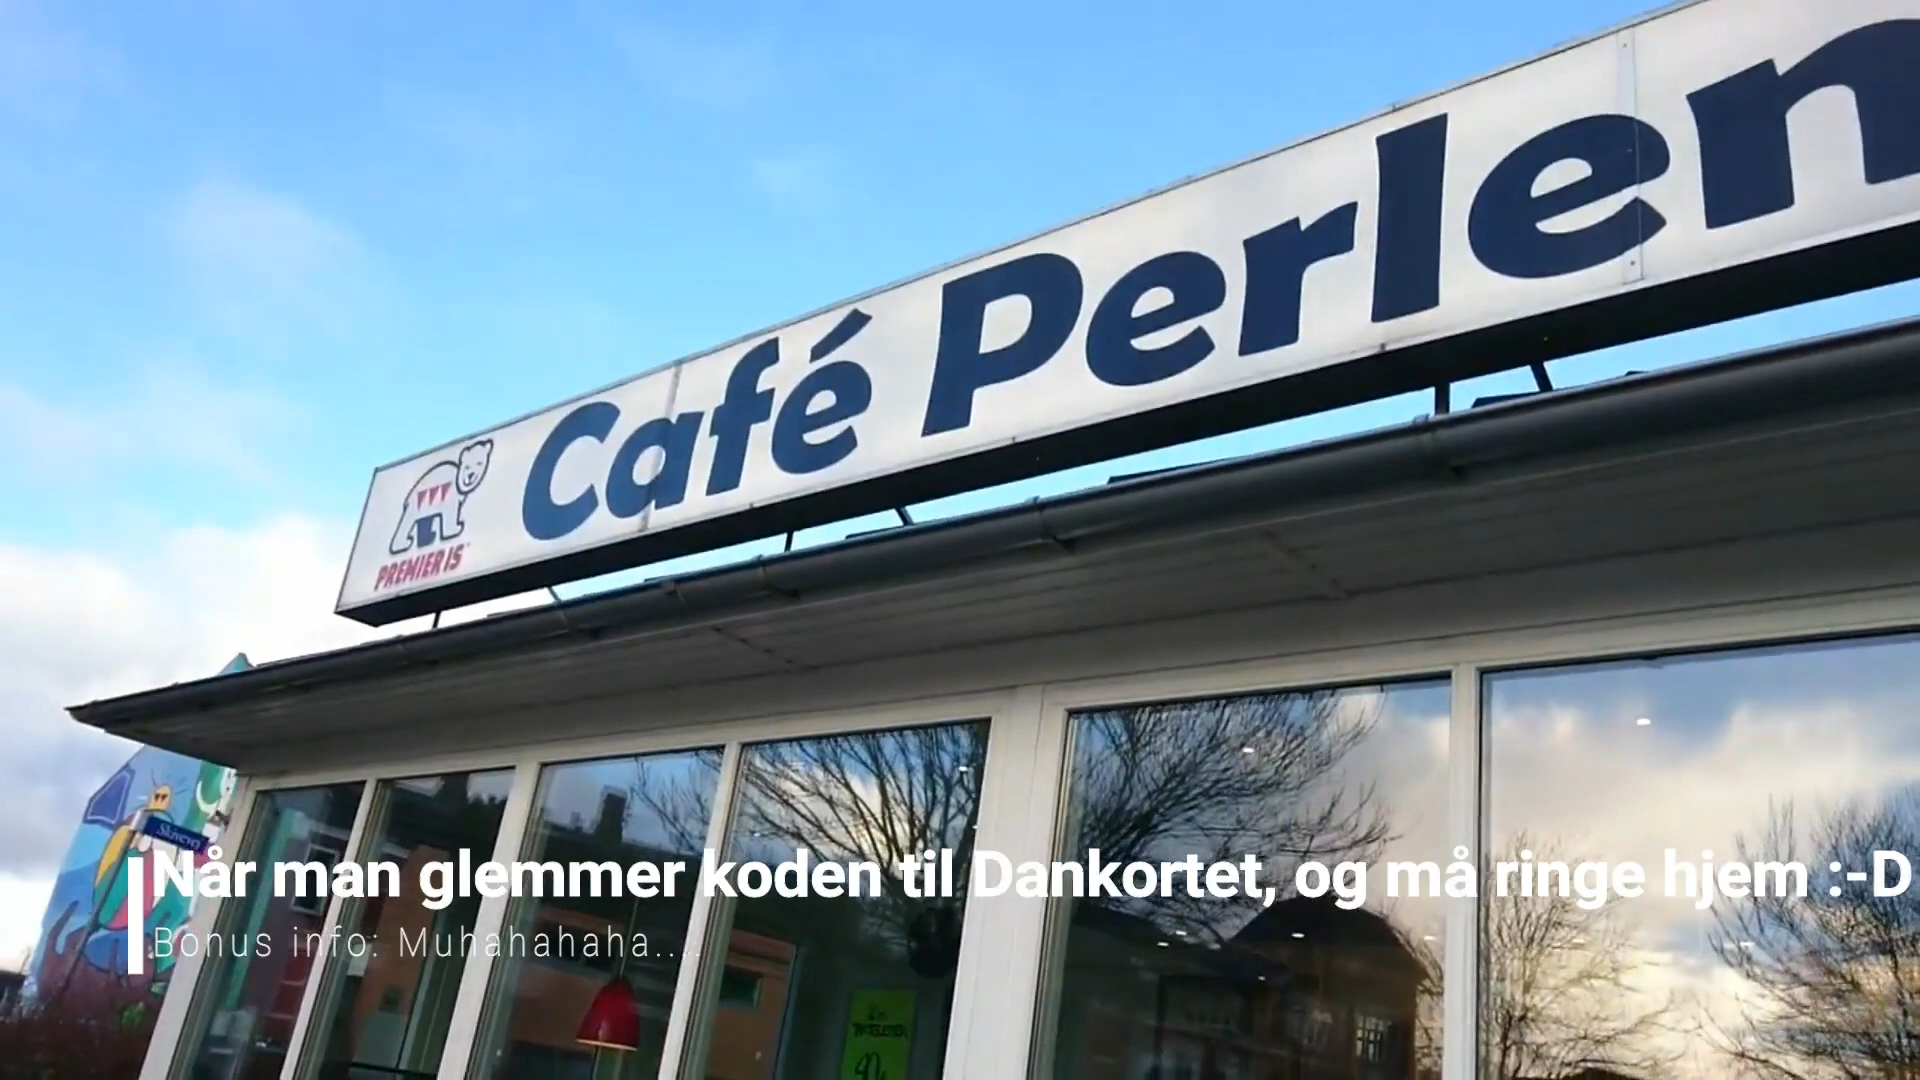 Café Perlen
PREMIER IS
Når man glemmer koden til Dankortet, og må ringe hjem :-D
Bonus info: Muhahahaha....